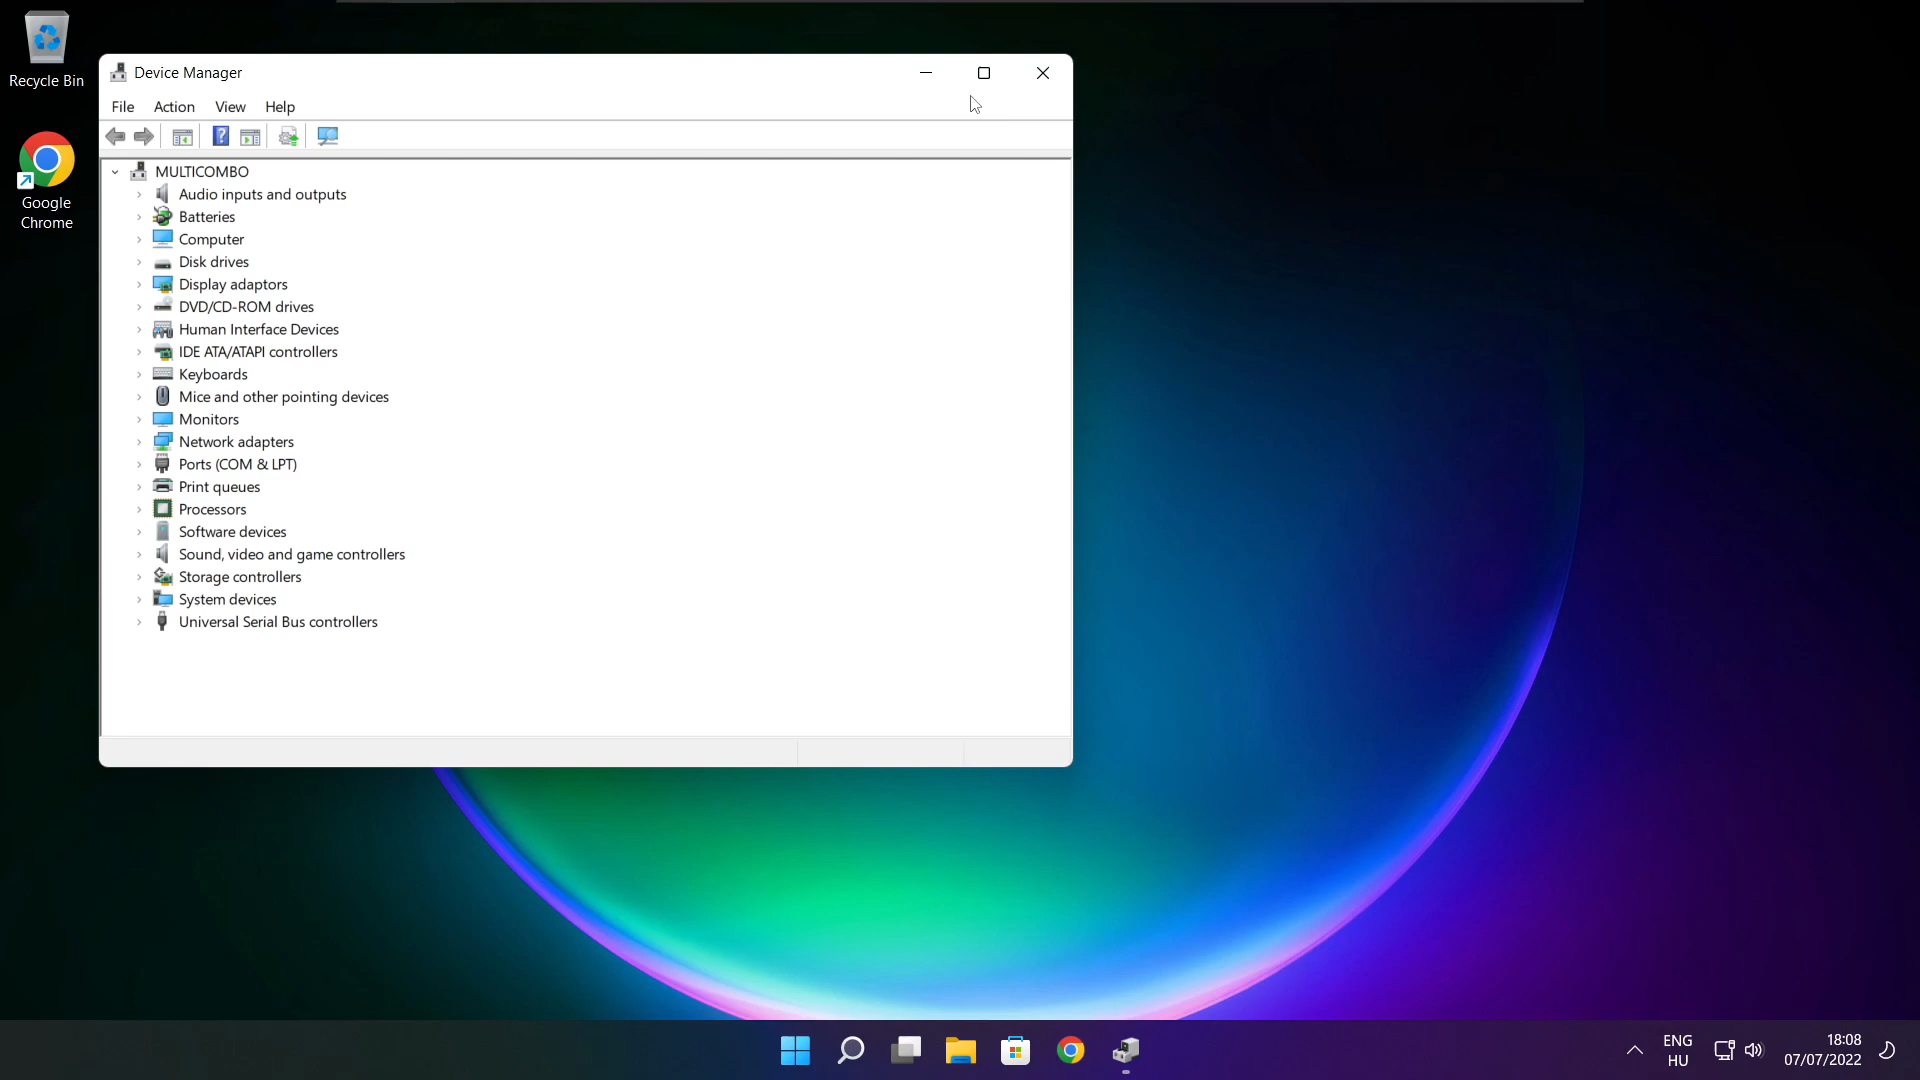 Recycle Bin
Google
Chrome
Device Manager
File Action View Help
MULTICOMBO
Audio inputs and outputs
Batteries
Computer
Disk drives
Display adaptors
DVD/CD-ROM drives
Human Interface Devices
IDE ATA/ATAPI controllers
Keyboards
Mice and other pointing devices
Monitors
Network adapters
Ports (COM & LPT)
Print queues
Processors
Software devices
Sound, video and game controllers
Storage controllers
System devices
Universal Serial Bus controllers
ENG
HU
18:08
07/07/2022